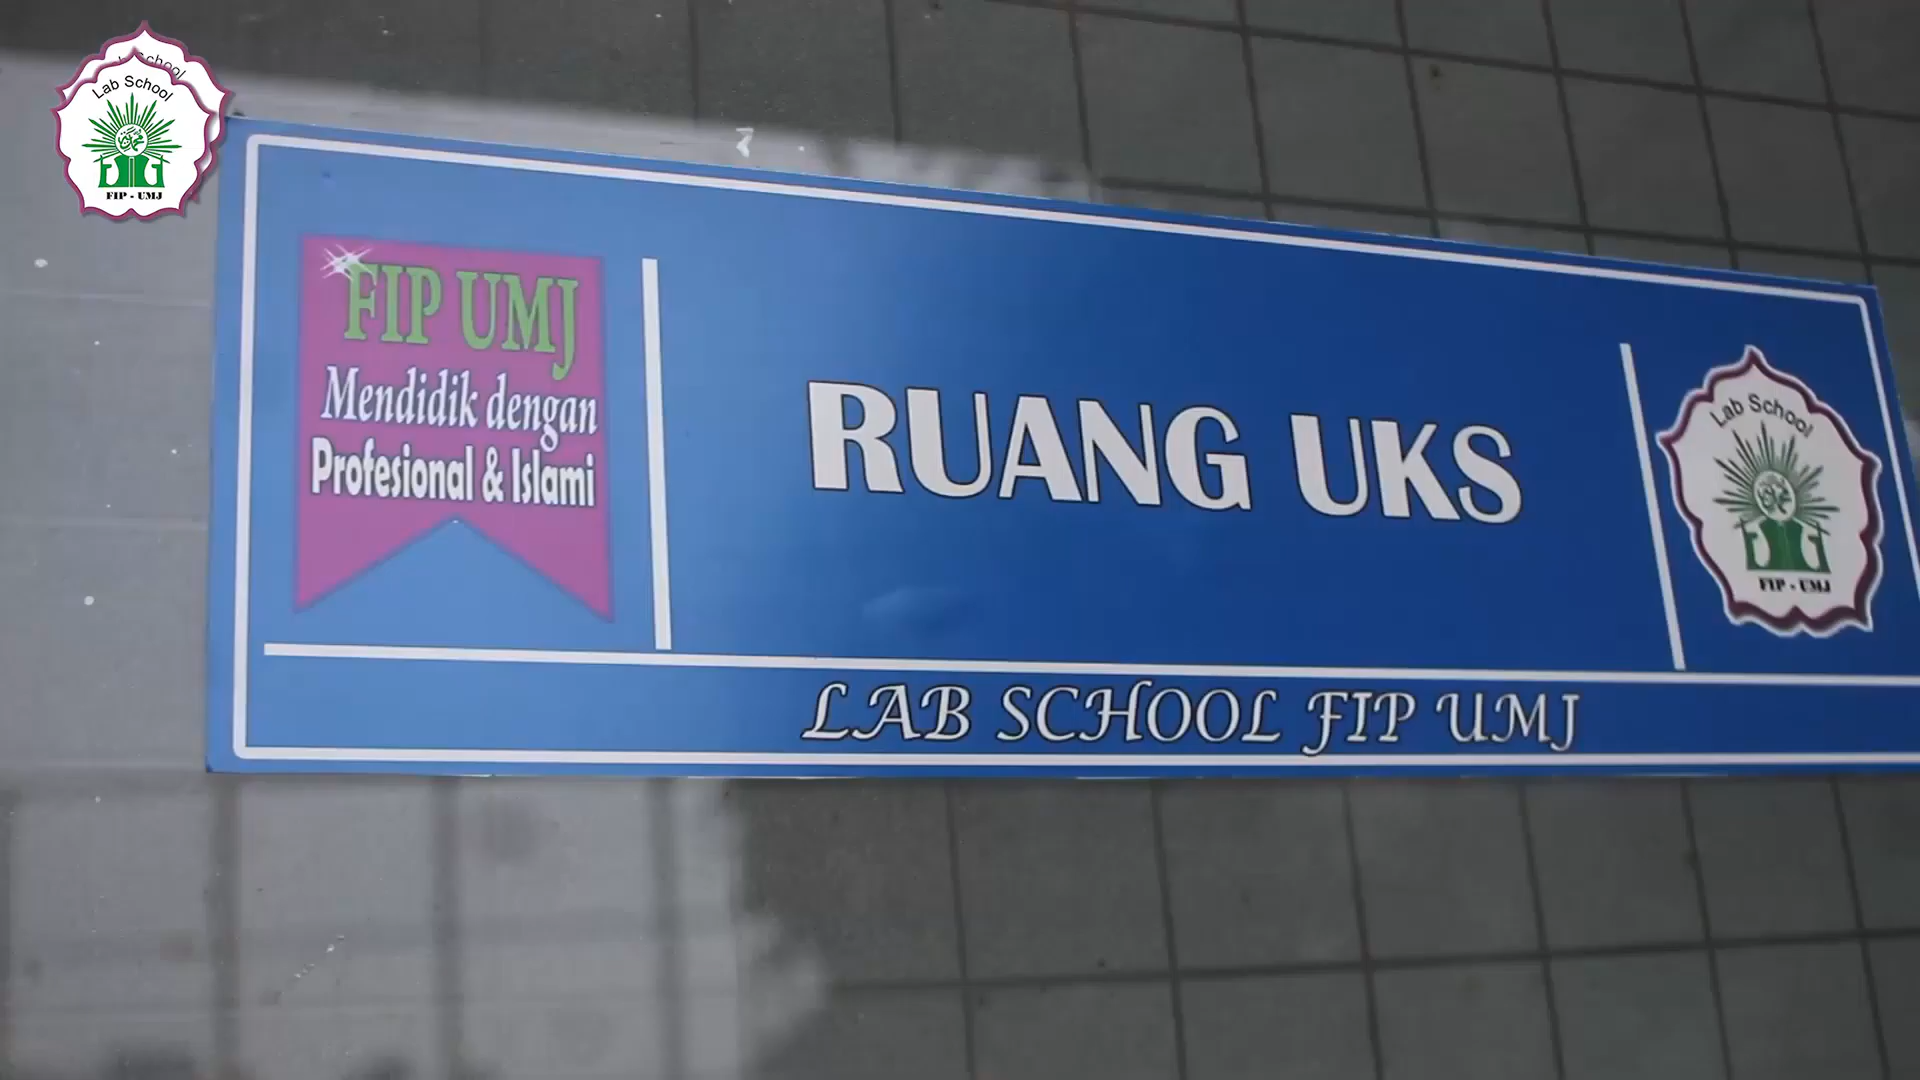 Lab School
FIP - UMJ
FIP UMJ
Mendidik dengan
Profesional & Islami
RUANG UKS
Lab School
FIP - UMJ
LAB SCHOOL FIP UMJ